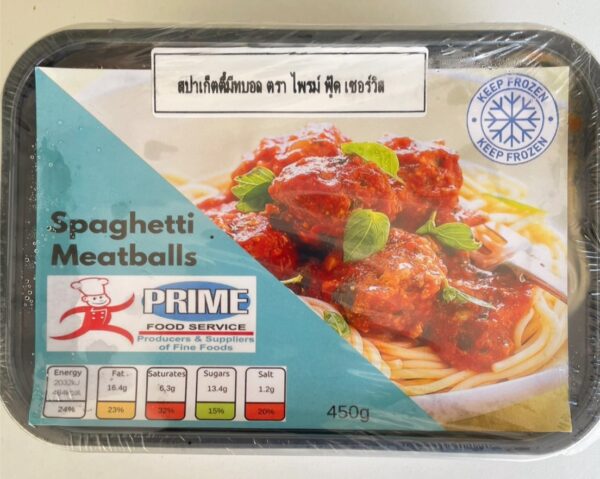 สปาเก็ตตี้มีทบอล ตรา ไพรม์ ฟู้ด เซอร์วิส
KEEP FROZEN
KEEP FROZEN
Spaghetti
Meatballs
PRIME
FOOD SERVICE
Producers & Suppliers
of Fine Foods
Energy Fat Saturates Sugars Salt
2032kJ 16.4g 6.3g 13.4g 1.2g
24% 23% 32% 15% 20%
450g